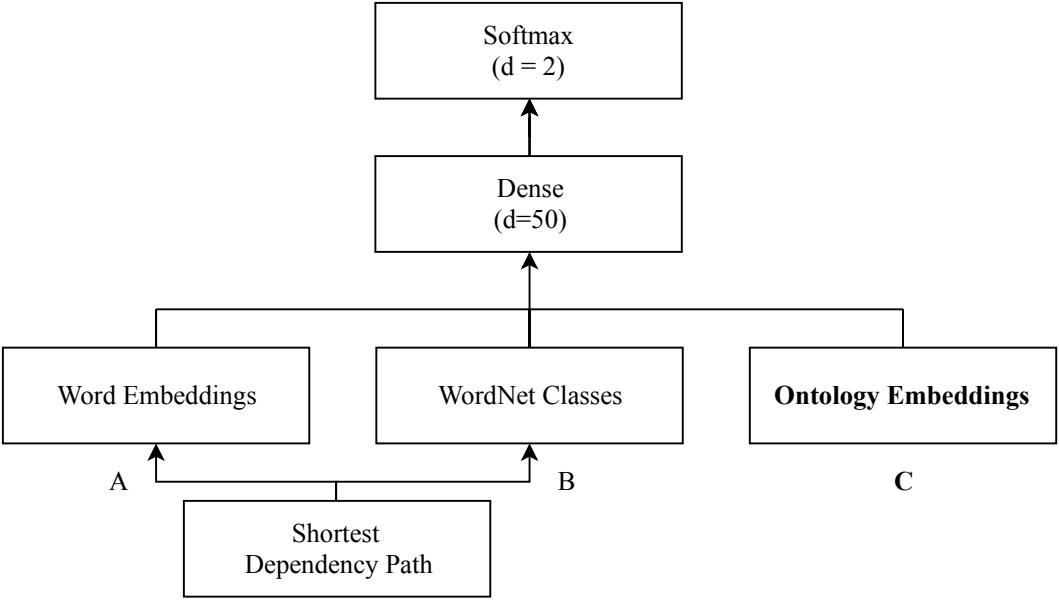 Softmax
(d = 2)
Dense
(d=50)
Word Embeddings
WordNet Classes
Ontology Embeddings
A
B
C
Shortest
Dependency Path